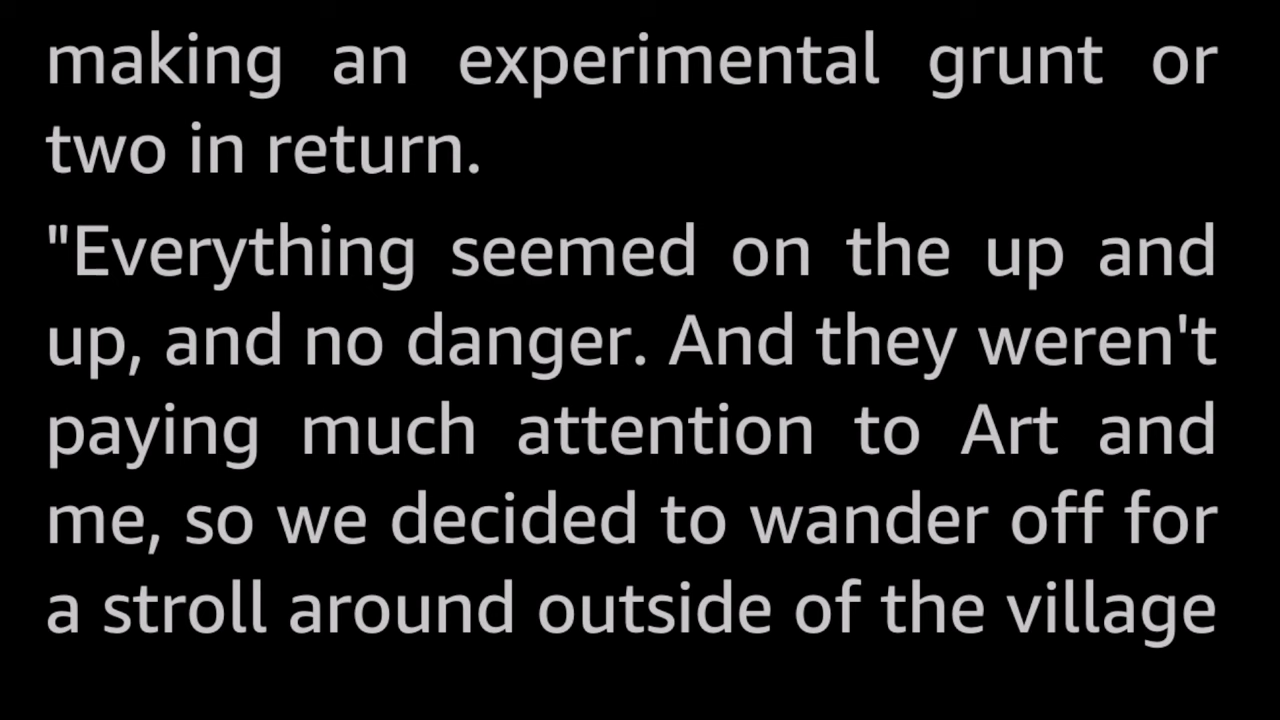 making an experimental grunt or
two in return.
"Everything seemed on the up and
up, and no danger. And they weren't
paying much attention to Art and
me, so we decided to wander off for
a stroll around outside of the village